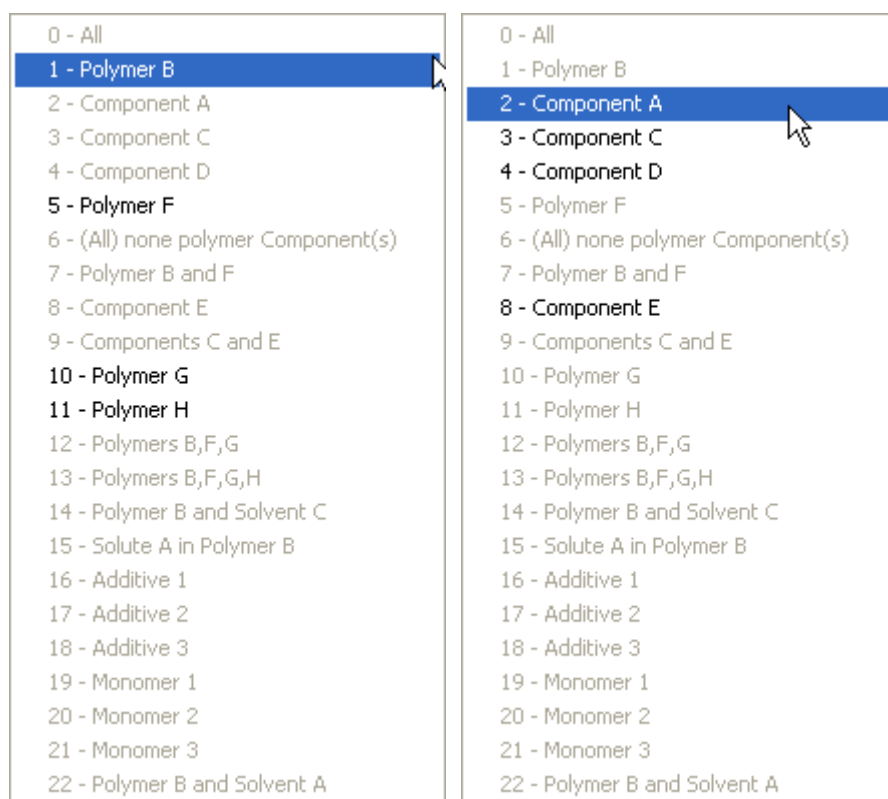 0 - All
1 - Polymer B
2 - Component A
3 - Component C
4 - Component D
5 - Polymer F
6 - (All) none polymer Component(s)
7 - Polymer B and F
8 - Component E
9 - Components C and E
10 - Polymer G
11 - Polymer H
12 - Polymers B,F,G
13 - Polymers B,F,G,H
14 - Polymer B and Solvent C
15 - Solute A in Polymer B
16 - Additive 1
17 - Additive 2
18 - Additive 3
19 - Monomer 1
20 - Monomer 2
21 - Monomer 3
22 - Polymer B and Solvent A
0 - All
1 - Polymer B
2 - Component A
3 - Component C
4 - Component D
5 - Polymer F
6 - (All) none polymer Component(s)
7 - Polymer B and F
8 - Component E
9 - Components C and E
10 - Polymer G
11 - Polymer H
12 - Polymers B,F,G
13 - Polymers B,F,G,H
14 - Polymer B and Solvent C
15 - Solute A in Polymer B
16 - Additive 1
17 - Additive 2
18 - Additive 3
19 - Monomer 1
20 - Monomer 2
21 - Monomer 3
22 - Polymer B and Solvent A